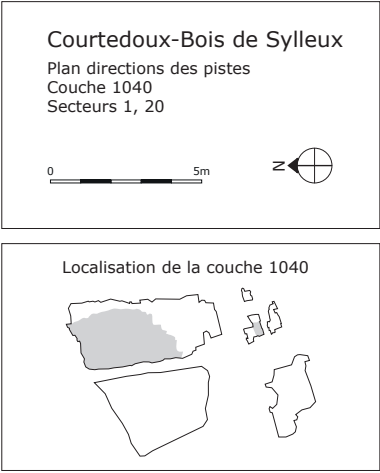 Courtedoux-Bois de Sylleux
Plan directions des pistes
Couche 1040
Secteurs 1, 20
0 5m
N
Localisation de la couche 1040